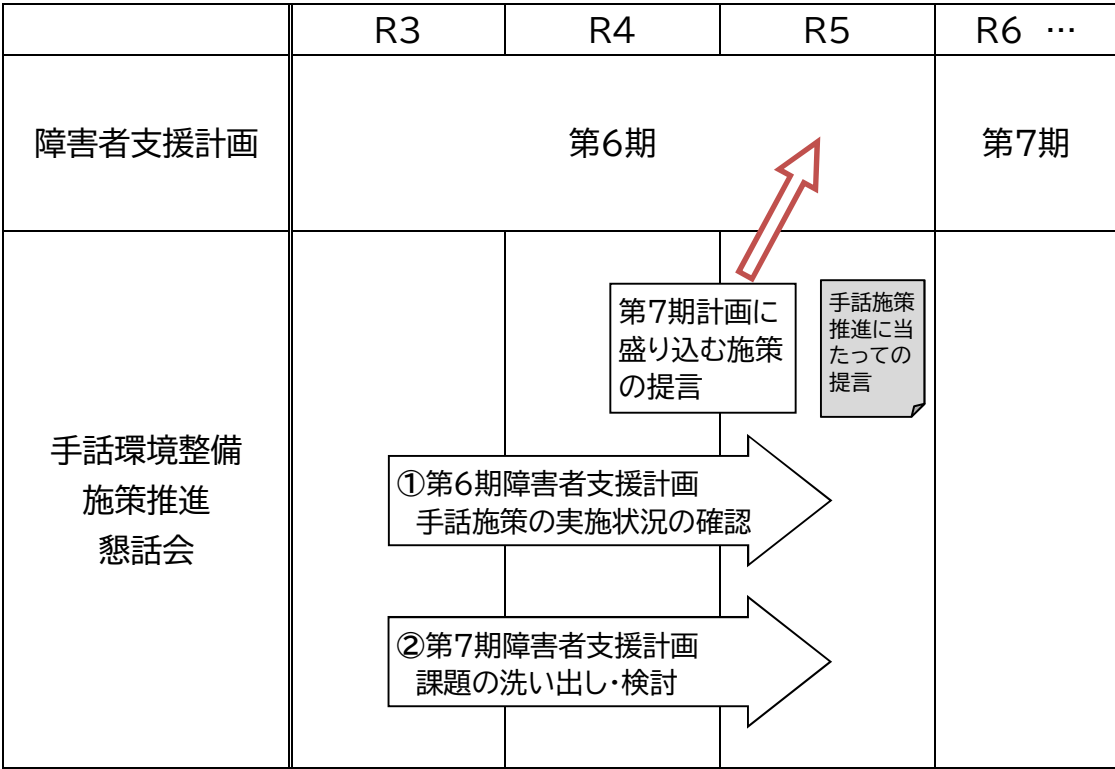 R3 R4 R5 R6 …
障害者支援計画 第6期 第7期
手話環境整備
施策推進
懇話会
第7期計画に
盛り込む施策
の提言
手話施策
推進に当
たっての
提言
①第6期障害者支援計画
手話施策の実施状況の確認
②第7期障害者支援計画
課題の洗い出し・検討